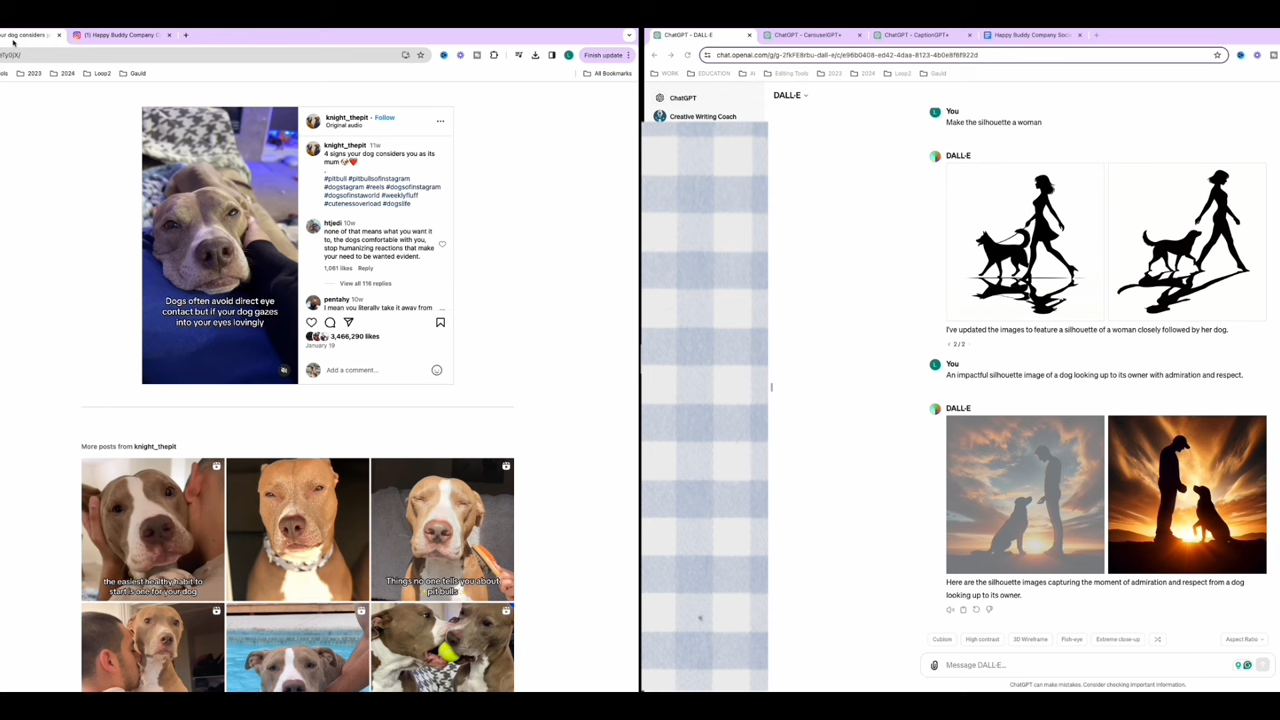 ur dog considers y
(1) Happy Buddy Company C
Finish update
ols
2023
2024
Loop2
Gauld
All Bookmarks
knight_thepit • Follow
Original audio
knight_thepit 11w
4 signs your dog considers you as its
mum 🐶❤️
.
#pitbull #pitbullsofinstagram
#dogstagram #reels #dogsofinstagram
#dogsofinstaworld #weeklyfluff
#cutenessoverload #dogslife
htjedi 10w
none of that means what you want it
to, the dogs comfortable with you,
stop humanizing reactions that make
your need to be wanted evident.
1,061 likes Reply
View all 116 replies
pentahy 10w
I mean you literally take it away from
3,466,290 likes
January 19
Add a comment...
Dogs often avoid direct eye
contact but if your dog gazes
into your eyes lovingly
More posts from knight_thepit
the easiest healthy habit to
start is one for your dog
Things no one tells you about
pit bulls
ChatGPT - DALL-E
ChatGPT - CarouselGPT+
ChatGPT - CaptionGPT+
Happy Buddy Company Soci
chat.openai.com/g/g-2fkFE8rbu-dall-e/c/e96b0408-ed42-4daa-8123-4b0e8f6f922d
WORK
EDUCATION
AI
Editing Tools
2023
2024
Loop2
Gauld
ChatGPT
Creative Writing Coach
DALL·E
You
Make the silhouette a woman
DALL·E
I've updated the images to feature a silhouette of a woman closely followed by her dog.
2 / 2
You
An impactful silhouette image of a dog looking up to its owner with admiration and respect.
DALL·E
Here are the silhouette images capturing the moment of admiration and respect from a dog
looking up to its owner.
Cubism
High contrast
3D Wireframe
Fish-eye
Extreme close-up
Aspect Ratio
Message DALL·E...
ChatGPT can make mistakes. Consider checking important information.